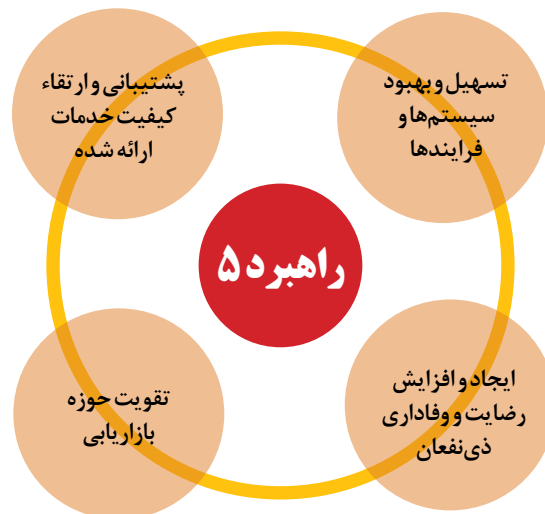 تسهیل و بهبود
سیستم‌ها و
فرایندها
پشتیبانی و ارتقاء
کیفیت خدمات
ارائه شده
راهبرد ۵
ایجاد و افزایش
رضایت و وفاداری
ذی‌نفعان
تقویت حوزه
بازاریابی